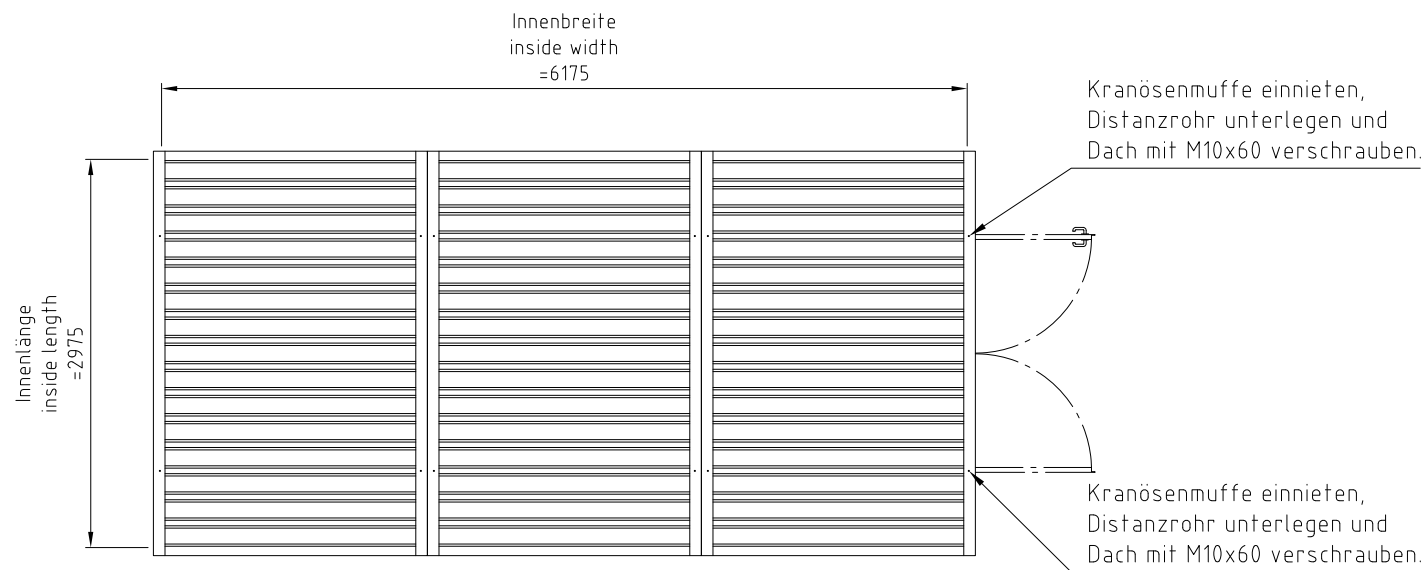 Innenbreite
inside width
=6175
Kranösenmuffe einnieten,
Distanzrohr unterlegen und
Dach mit M10x60 verschrauben.
Innenlänge
inside length
=2975
Kranösenmuffe einnieten,
Distanzrohr unterlegen und
Dach mit M10x60 verschrauben.